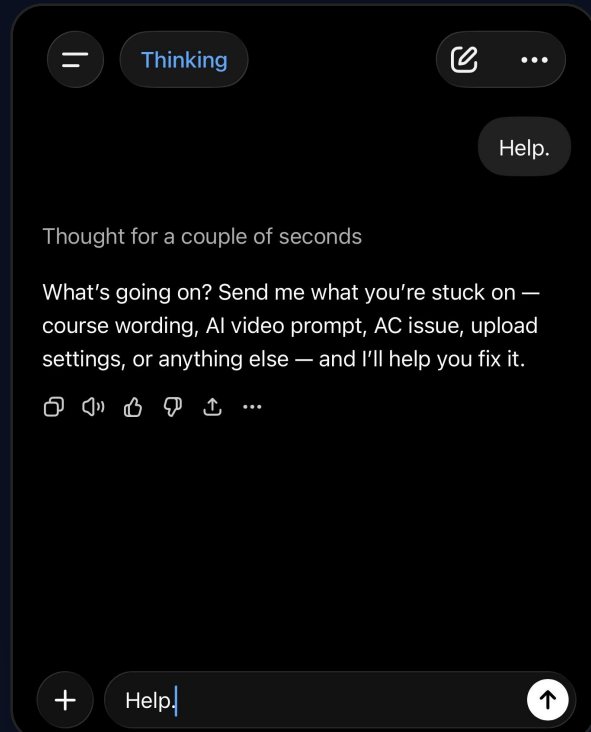 Thinking
Help.
Thought for a couple of seconds
What’s going on? Send me what you’re stuck on —
course wording, AI video prompt, AC issue, upload
settings, or anything else — and I’ll help you fix it.
Help.